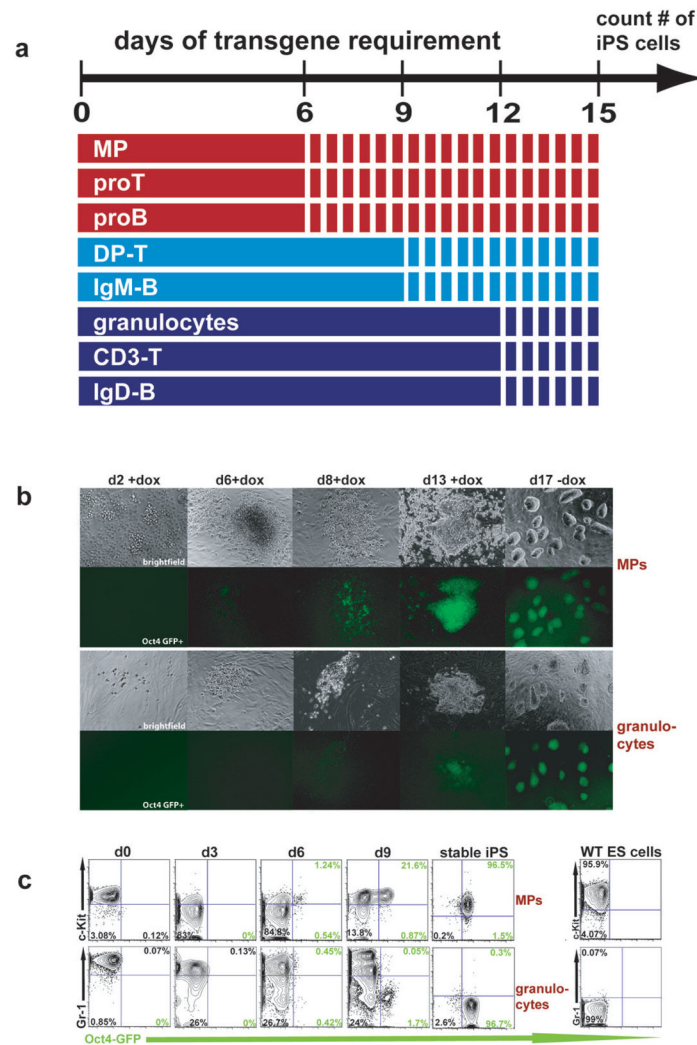 a
days of transgene requirement
count # of
iPS cells
0 6 9 12 15
MP
proT
proB
DP-T
IgM-B
granulocytes
CD3-T
IgD-B
b
d2 +dox d6+dox d8+dox d13 +dox d17 -dox
brightfield
MPs
Oct4 GFP+
brightfield
granulo-
cytes
Oct4 GFP+
c
d0 d3 d6 d9 stable iPS WT ES cells
c-Kit
1.24% 21.6% 96.5%
MPs
c-Kit
95.9%
3.08% 0.12% 83% 0% 84.8% 0.54% 13.8% 0.87% 0.2% 1.5% 4.07%
Gr-1
0.07% 0.13% 0.45% 0.05% 0.3%
granulo-
cytes
Gr-1
0.07%
0.85% 0% 26% 0% 26.7% 0.42% 24% 1.7% 2.6% 96.7% 99%
Oct4-GFP